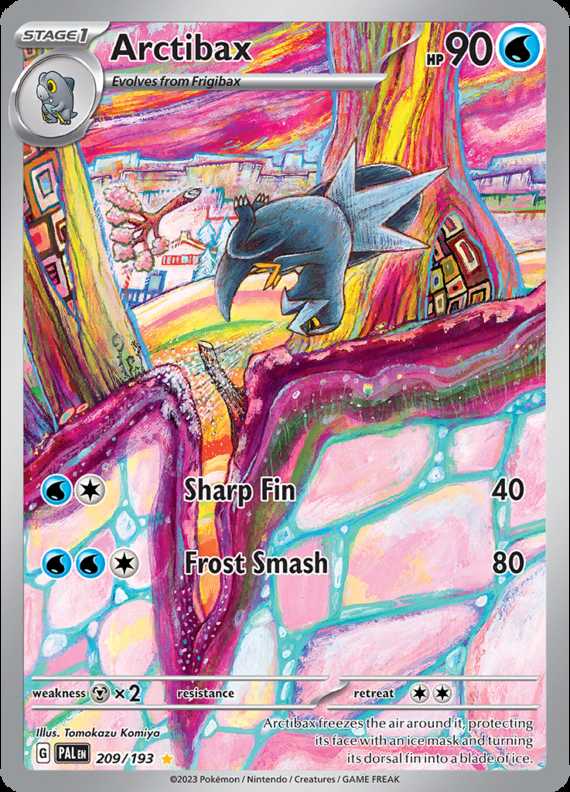 STAGE1
Arctibax
HP 90
Evolves from Frigibax
Sharp Fin 40
Frost Smash 80
weakness ×2 resistance retreat
Illus. Tomokazu Komiya
G PAL EN 209/193
Arctibax freezes the air around it, protecting
its face with an ice mask and turning
its dorsal fin into a blade of ice.
©2023 Pokémon / Nintendo / Creatures / GAME FREAK